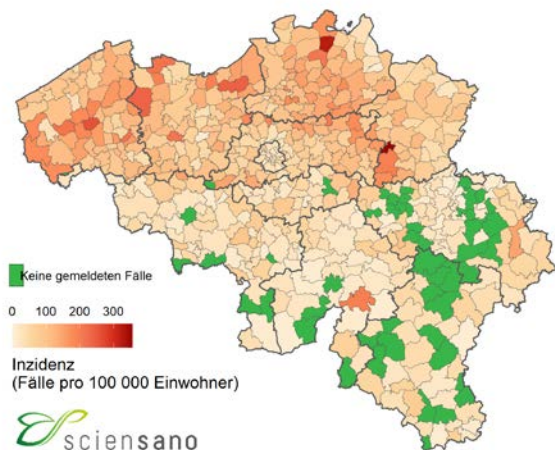 Keine gemeldeten Fälle
0 100 200 300
Inzidenz
(Fälle pro 100 000 Einwohner)
sciensano